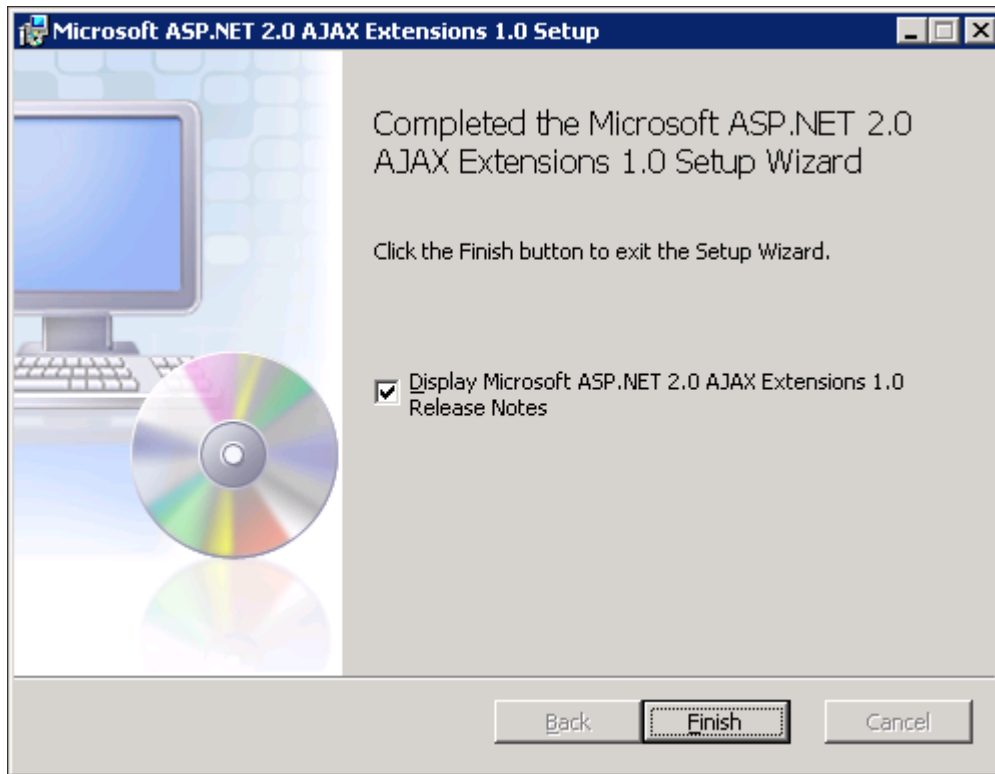 Microsoft ASP.NET 2.0 AJAX Extensions 1.0 Setup
Completed the Microsoft ASP.NET 2.0
AJAX Extensions 1.0 Setup Wizard
Click the Finish button to exit the Setup Wizard.
Display Microsoft ASP.NET 2.0 AJAX Extensions 1.0
Release Notes
Back
Finish
Cancel